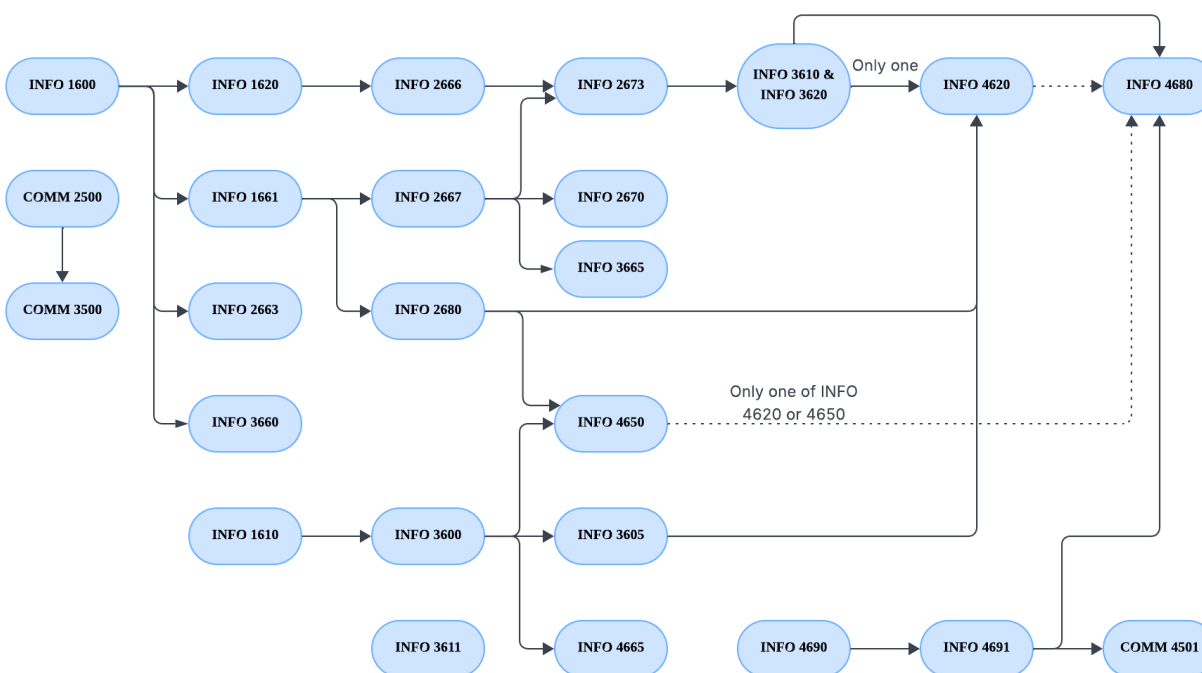 INFO 1600
INFO 1620
INFO 2666
INFO 2673
INFO 3610 &
INFO 3620
Only one
INFO 4620
INFO 4680
COMM 2500
INFO 1661
INFO 2667
INFO 2670
INFO 3665
COMM 3500
INFO 2663
INFO 2680
INFO 3660
INFO 4650
Only one of INFO
4620 or 4650
INFO 1610
INFO 3600
INFO 3605
INFO 3611
INFO 4665
INFO 4690
INFO 4691
COMM 4501